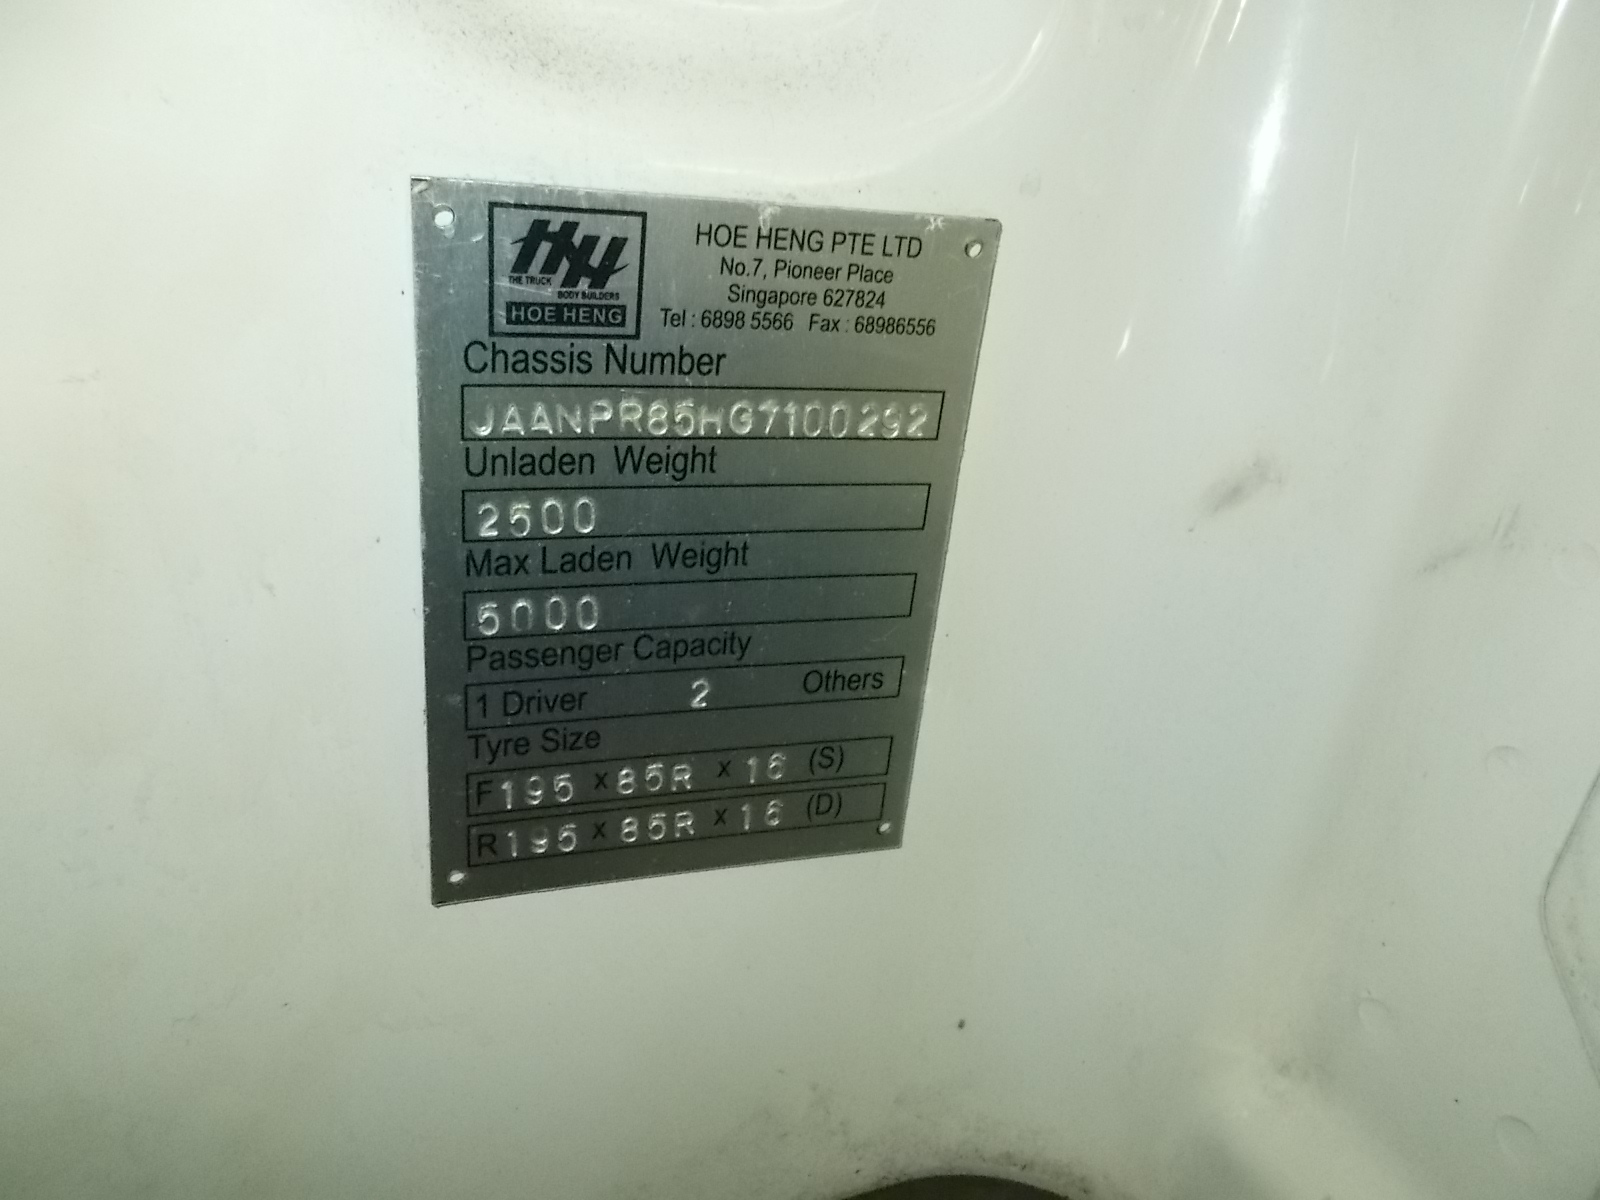 HH
THE TRUCK
BODY BUILDERS
HOE HENG
HOE HENG PTE LTD
No.7, Pioneer Place
Singapore 627824
Tel : 6898 5566 Fax : 68986556
Chassis Number
JAANPR85HG7100292
Unladen Weight
2500
Max Laden Weight
5000
Passenger Capacity
1 Driver 2 Others
Tyre Size
F 195 x 85R x 16 (S)
R 195 x 85R x 16 (D)